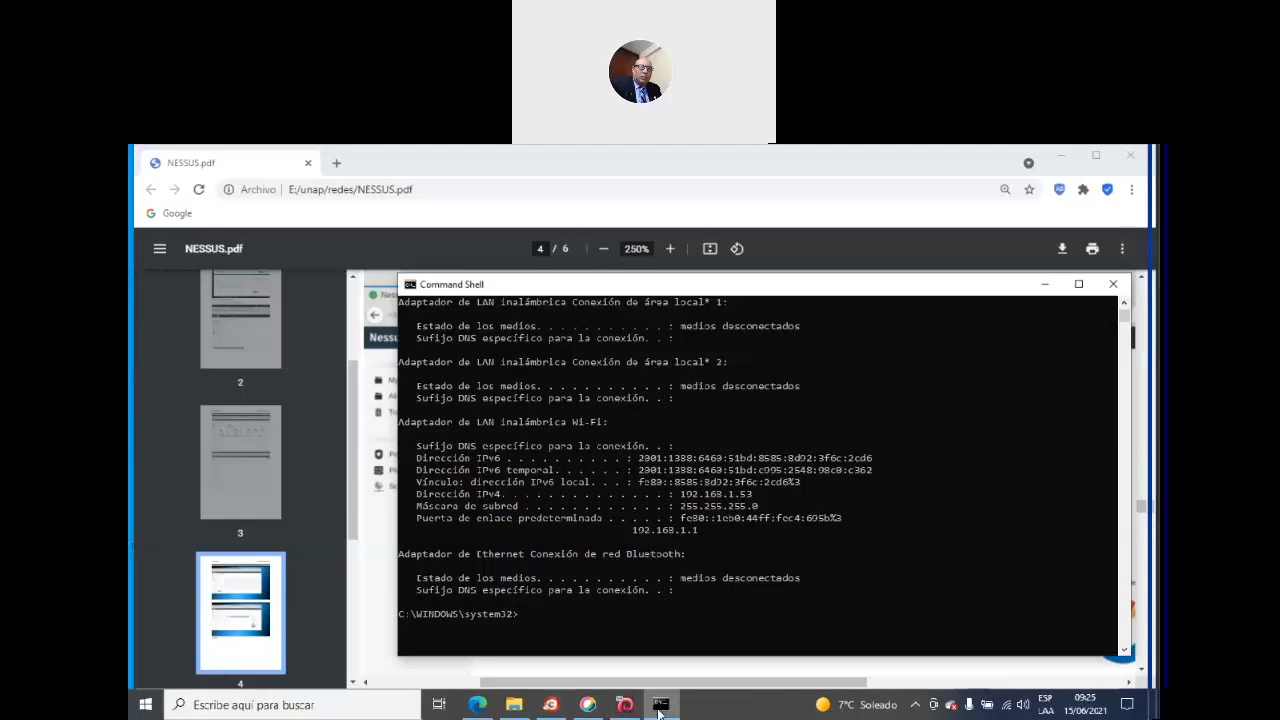 NESSUS.pdf
Archivo E:/unap/redes/NESSUS.pdf
Google
NESSUS.pdf 4 / 6 250%
Command Shell
Adaptador de LAN inalámbrica Conexión de área local* 1:
Estado de los medios. . . . . . . . . . . : medios desconectados
Sufijo DNS específico para la conexión. . :
Adaptador de LAN inalámbrica Conexión de área local* 2:
Estado de los medios. . . . . . . . . . . : medios desconectados
Sufijo DNS específico para la conexión. . :
Adaptador de LAN inalámbrica Wi-Fi:
Sufijo DNS específico para la conexión. . :
Dirección IPv6 . . . . . . . . . . : 2001:1388:6460:51bd:8585:8d92:3f6c:2cd6
Dirección IPv6 temporal. . . . . . : 2001:1388:6460:51bd:c995:2548:98c0:c362
Vínculo: dirección IPv6 local. . . : fe80::8585:8d92:3f6c:2cd6%3
Dirección IPv4. . . . . . . . . . . . . . : 192.168.1.53
Máscara de subred . . . . . . . . . . . . : 255.255.255.0
Puerta de enlace predeterminada . . . . . : fe80::1eb0:44ff:fec4:695b%3
192.168.1.1
Adaptador de Ethernet Conexión de red Bluetooth:
Estado de los medios. . . . . . . . . . . : medios desconectados
Sufijo DNS específico para la conexión. . :
C:\WINDOWS\system32>
2
3
4
Escribe aquí para buscar
7°C Soleado
ESP
LAA
09:25
15/06/2021